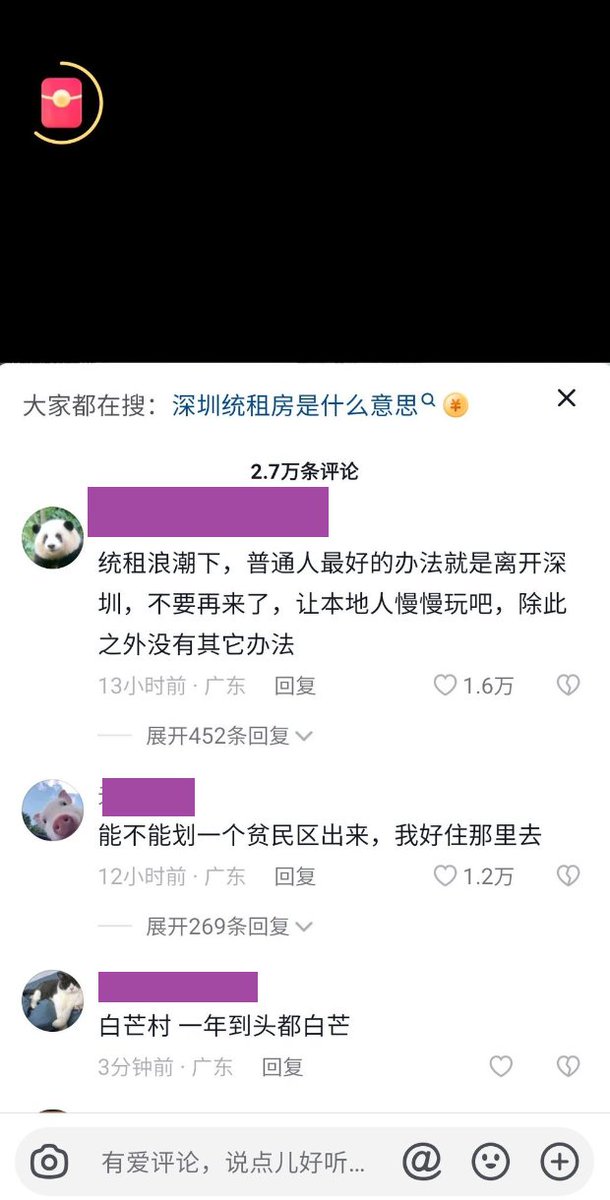 大家都在搜：深圳统租房是什么意思
2.7万条评论
统租浪潮下，普通人最好的办法就是离开深
圳，不要再来了，让本地人慢慢玩吧，除此
之外没有其它办法
13小时前 · 广东 回复 1.6万
展开452条回复
能不能划一个贫民区出来，我好住那里去
12小时前 · 广东 回复 1.2万
展开269条回复
白芒村 一年到头都白芒
3分钟前 · 广东 回复
有爱评论，说点儿好听...